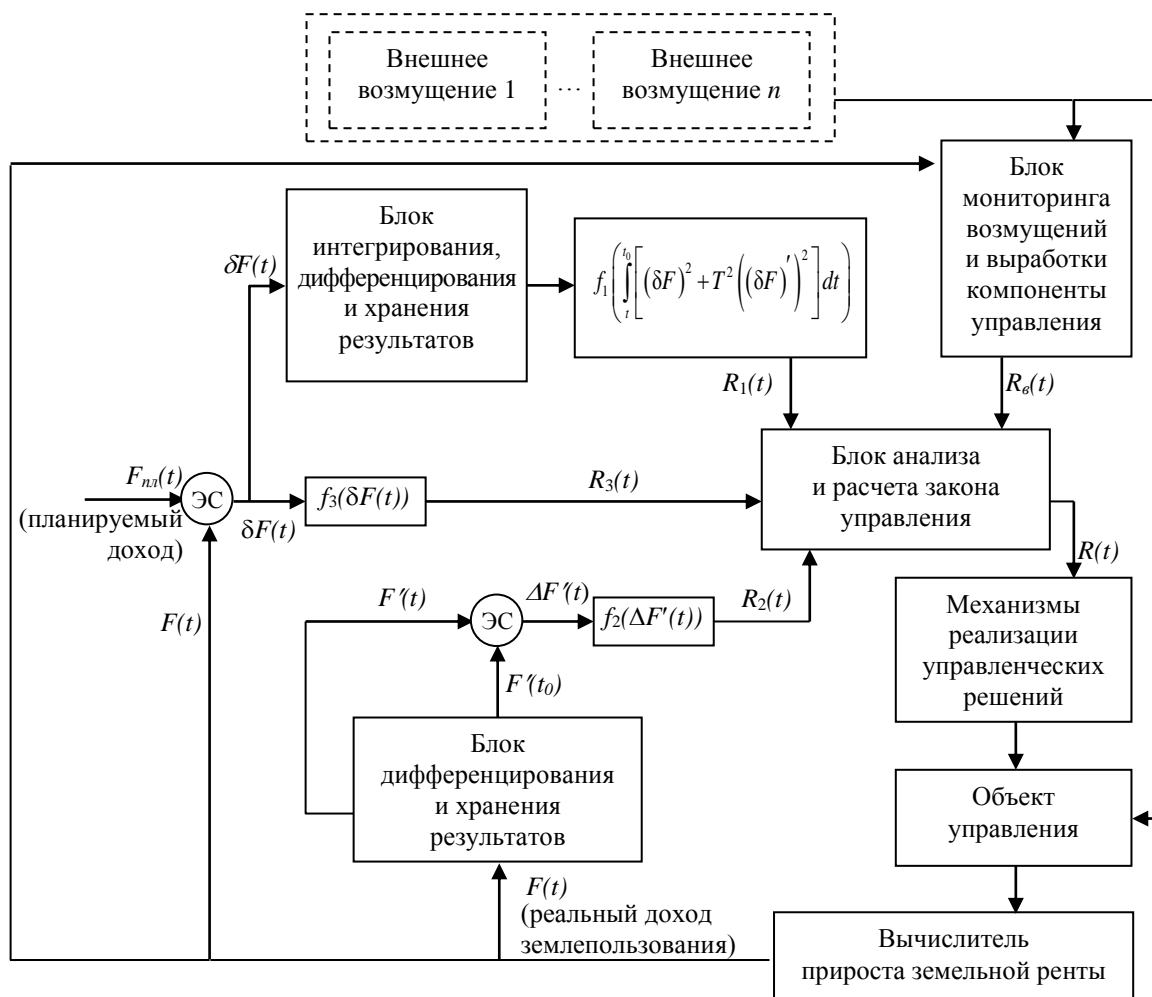 Внешнее
возмущение 1
...
Внешнее
возмущение n
Блок
мониторинга
возмущений
и выработки
компоненты
управления
Блок
интегрирования,
дифференцирования
и хранения
результатов
δF(t)
f₁(∫ₜᵗ⁰[(δF)² + T²((δF)′)²]dt)
R₁(t)
Rв(t)
Fпл(t)
ЭС
(планируемый
доход)
δF(t)
f₃(δF(t))
R₃(t)
Блок анализа
и расчета закона
управления
R(t)
F(t)
F′(t)
ЭС
ΔF′(t)
f₂(ΔF′(t))
R₂(t)
F′(t₀)
Механизмы
реализации
управленческих
решений
Блок
дифференцирования
и хранения
результатов
Объект
управления
F(t)
(реальный доход
землепользования)
Вычислитель
прироста земельной ренты